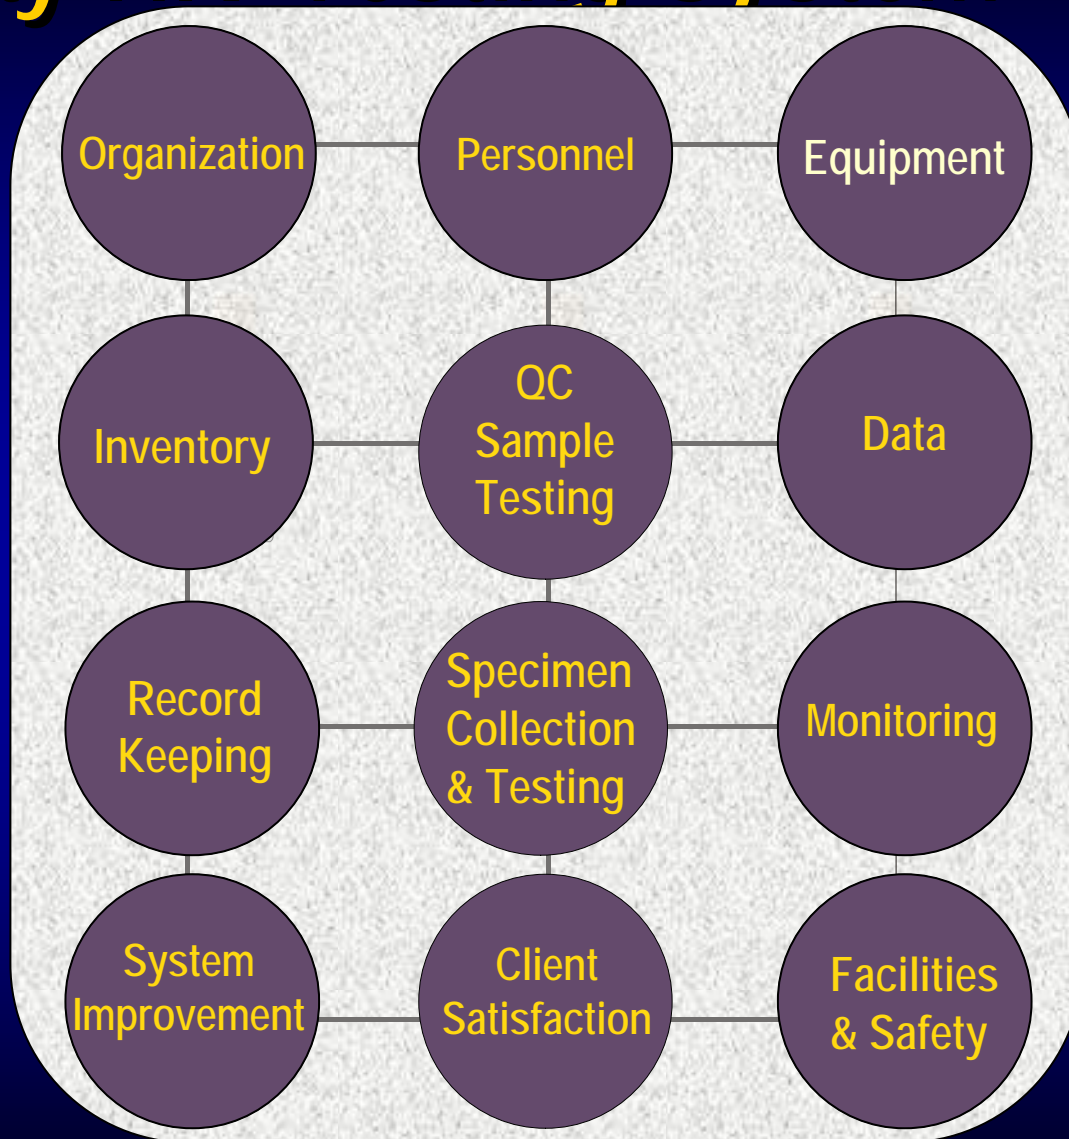 Organization
Personnel
Equipment
Inventory
QC
Sample
Testing
Data
Record
Keeping
Specimen
Collection
& Testing
Monitoring
System
Improvement
Client
Satisfaction
Facilities
& Safety